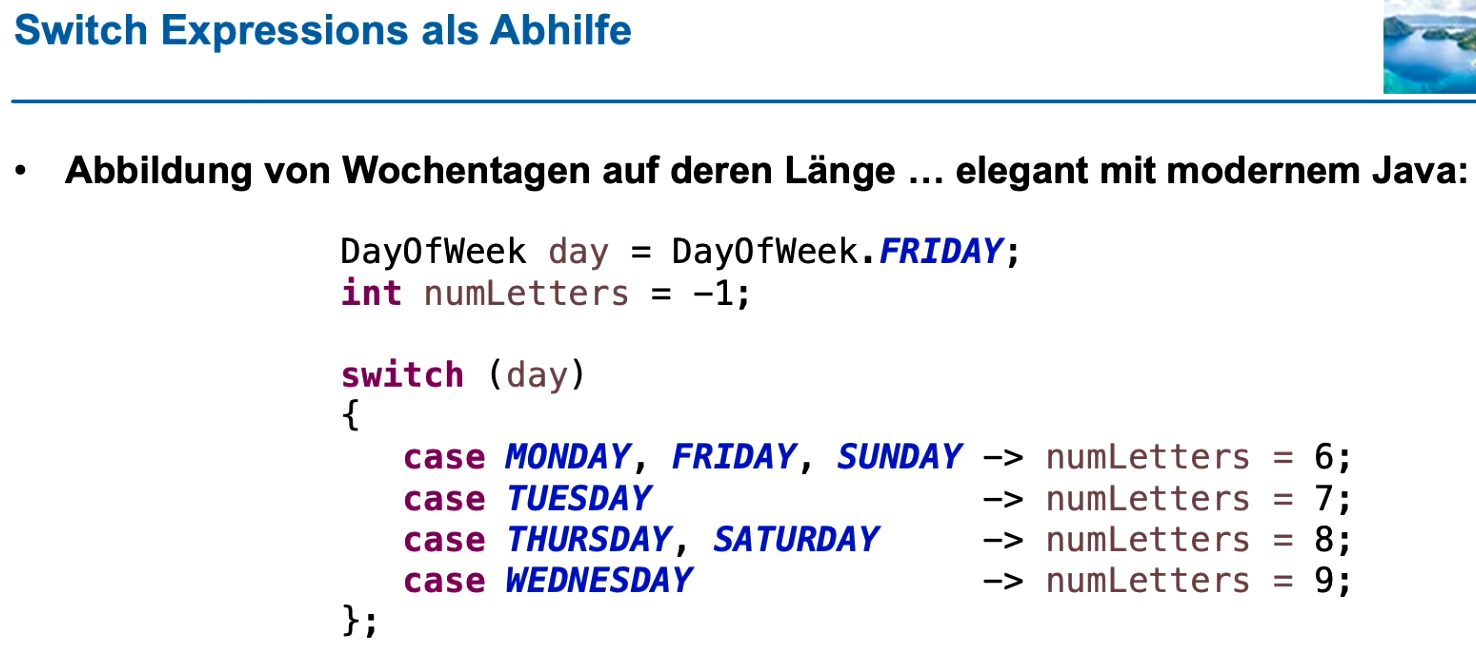 Switch Expressions als Abhilfe
• Abbildung von Wochentagen auf deren Länge … elegant mit modernem Java:
DayOfWeek day = DayOfWeek.FRIDAY;
int numLetters = -1;
switch (day)
{
case MONDAY, FRIDAY, SUNDAY -> numLetters = 6;
case TUESDAY -> numLetters = 7;
case THURSDAY, SATURDAY -> numLetters = 8;
case WEDNESDAY -> numLetters = 9;
};